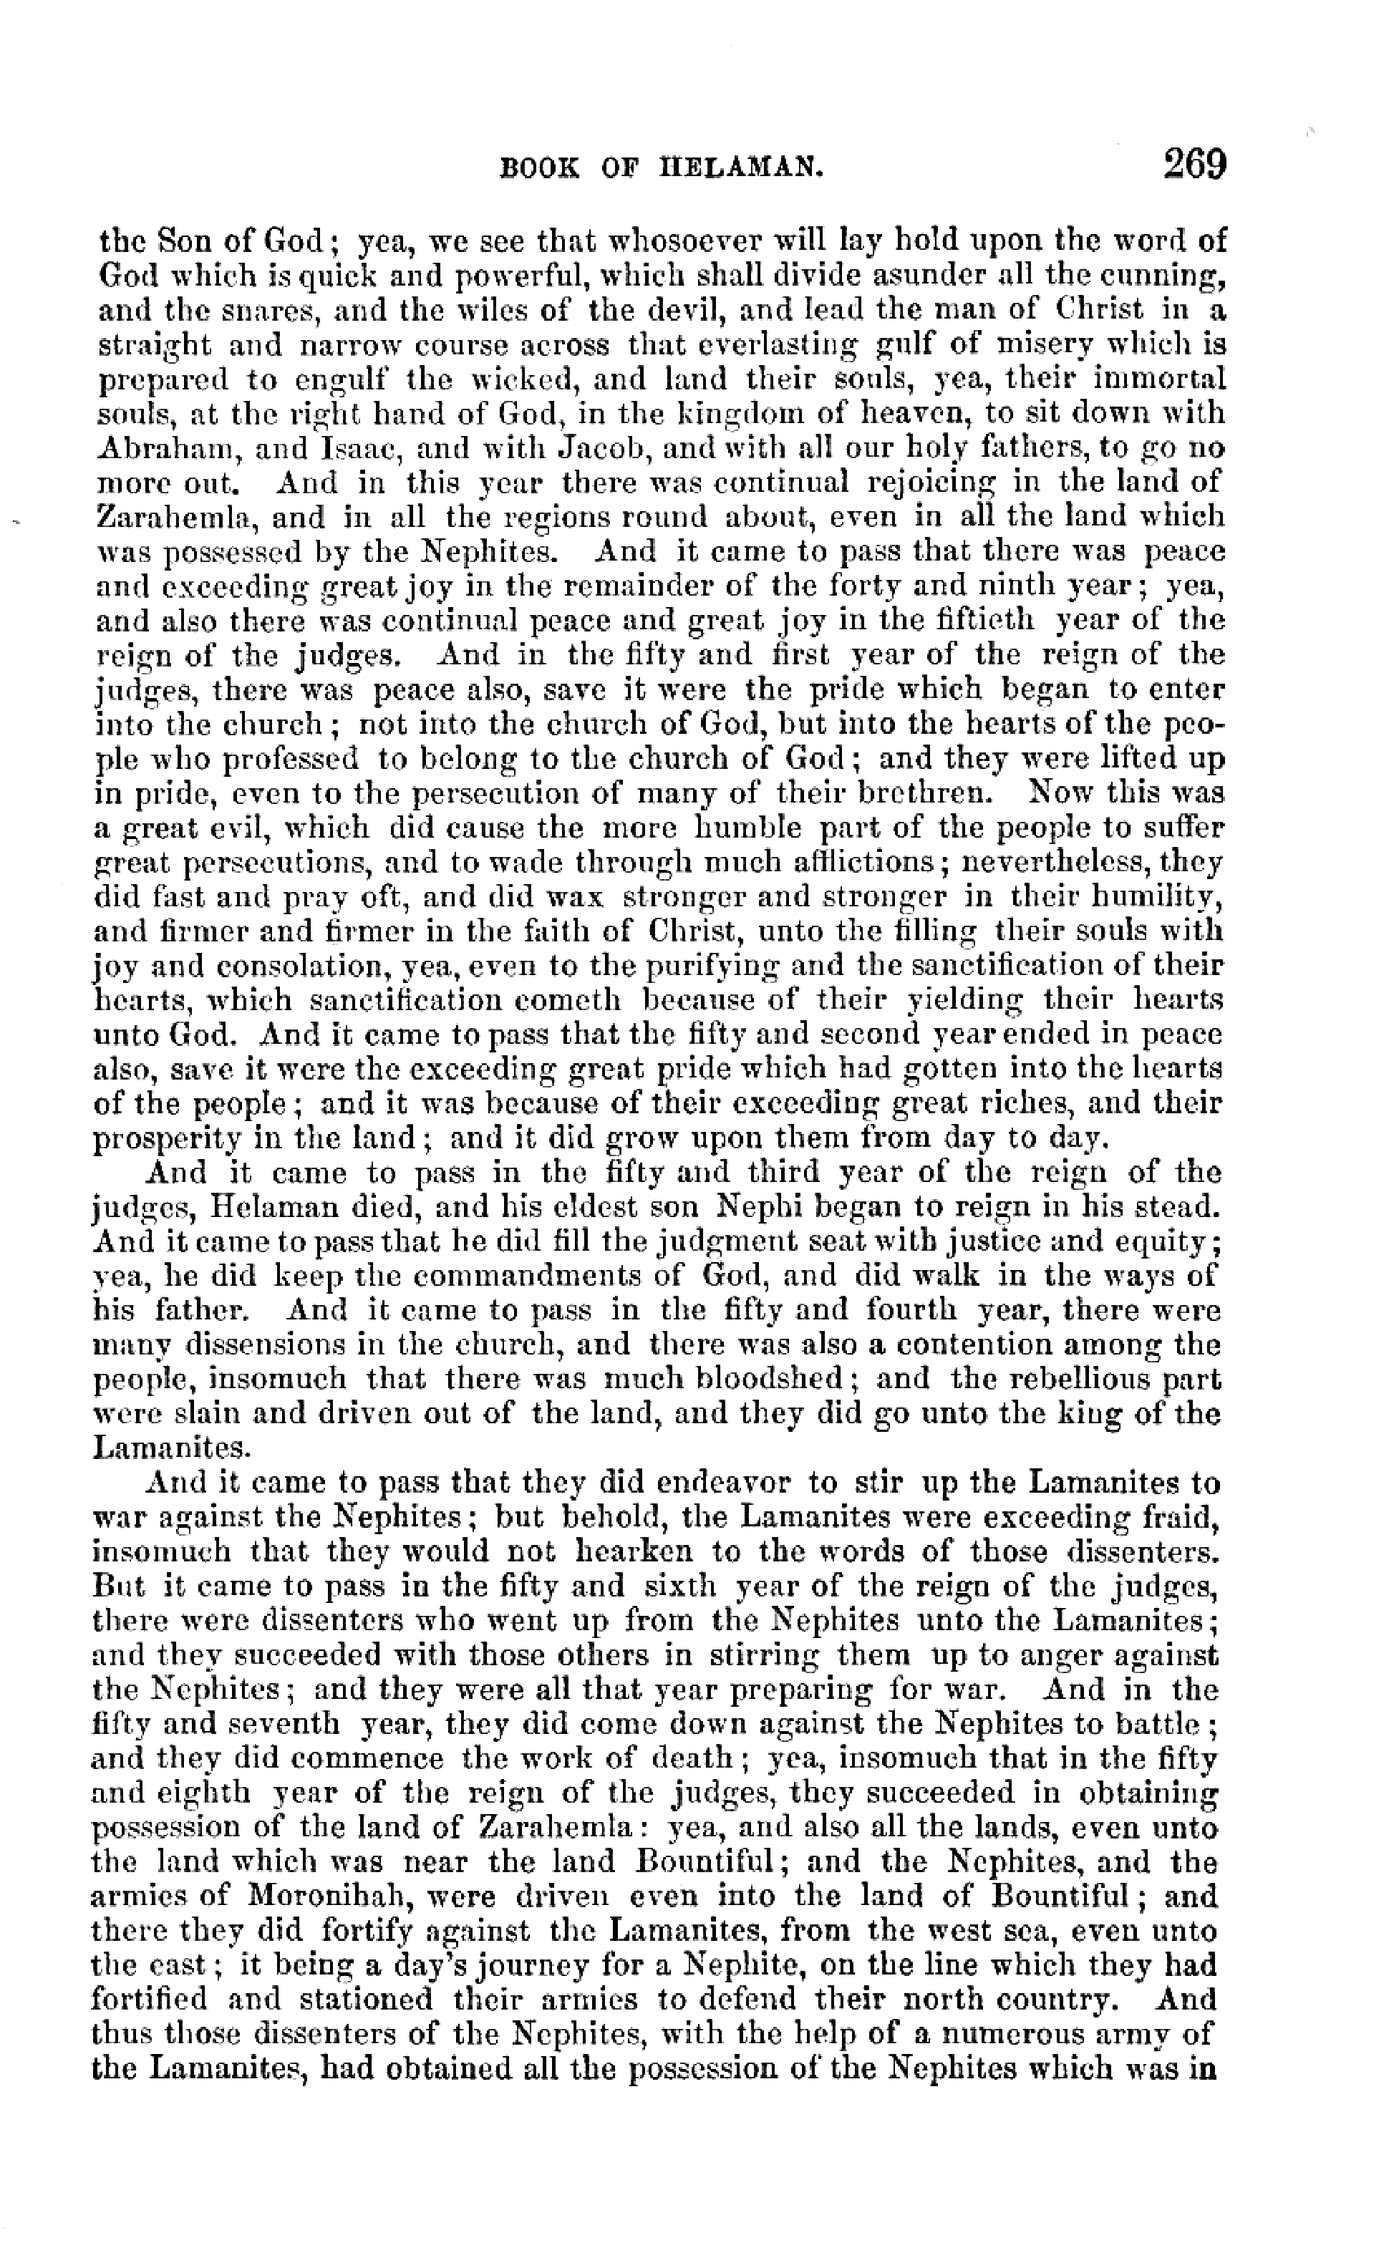 BOOK OF HELAMAN. 269
the Son of God; yea, we see that whosoever will lay hold upon the word of
God which is quick and powerful, which shall divide asunder all the cunning,
and the snares, and the wiles of the devil, and lead the man of Christ in a
straight and narrow course across that everlasting gulf of misery which is
prepared to engulf the wicked, and land their souls, yea, their immortal
souls, at the right hand of God, in the kingdom of heaven, to sit down with
Abraham, and Isaac, and with Jacob, and with all our holy fathers, to go no
more out. And in this year there was continual rejoicing in the land of
Zarahemla, and in all the regions round about, even in all the land which
was possessed by the Nephites. And it came to pass that there was peace
and exceeding great joy in the remainder of the forty and ninth year; yea,
and also there was continual peace and great joy in the fiftieth year of the
reign of the judges. And in the fifty and first year of the reign of the
judges, there was peace also, save it were the pride which began to enter
into the church; not into the church of God, but into the hearts of the peo-
ple who professed to belong to the church of God; and they were lifted up
in pride, even to the persecution of many of their brethren. Now this was
a great evil, which did cause the more humble part of the people to suffer
great persecutions, and to wade through much afflictions; nevertheless, they
did fast and pray oft, and did wax stronger and stronger in their humility,
and firmer and firmer in the faith of Christ, unto the filling their souls with
joy and consolation, yea, even to the purifying and the sanctification of their
hearts, which sanctification cometh because of their yielding their hearts
unto God. And it came to pass that the fifty and second year ended in peace
also, save it were the exceeding great pride which had gotten into the hearts
of the people; and it was because of their exceeding great riches, and their
prosperity in the land; and it did grow upon them from day to day.
And it came to pass in the fifty and third year of the reign of the
judges, Helaman died, and his eldest son Nephi began to reign in his stead.
And it came to pass that he did fill the judgment seat with justice and equity;
yea, he did keep the commandments of God, and did walk in the ways of
his father. And it came to pass in the fifty and fourth year, there were
many dissensions in the church, and there was also a contention among the
people, insomuch that there was much bloodshed; and the rebellious part
were slain and driven out of the land, and they did go unto the king of the
Lamanites.
And it came to pass that they did endeavor to stir up the Lamanites to
war against the Nephites; but behold, the Lamanites were exceeding fraid,
insomuch that they would not hearken to the words of those dissenters.
But it came to pass in the fifty and sixth year of the reign of the judges,
there were dissenters who went up from the Nephites unto the Lamanites;
and they succeeded with those others in stirring them up to anger against
the Nephites; and they were all that year preparing for war. And in the
fifty and seventh year, they did come down against the Nephites to battle;
and they did commence the work of death; yea, insomuch that in the fifty
and eighth year of the reign of the judges, they succeeded in obtaining
possession of the land of Zarahemla: yea, and also all the lands, even unto
the land which was near the land Bountiful; and the Nephites, and the
armies of Moronihah, were driven even into the land of Bountiful; and
there they did fortify against the Lamanites, from the west sea, even unto
the east; it being a day's journey for a Nephite, on the line which they had
fortified and stationed their armies to defend their north country. And
thus those dissenters of the Nephites, with the help of a numerous army of
the Lamanites, had obtained all the possession of the Nephites which was in